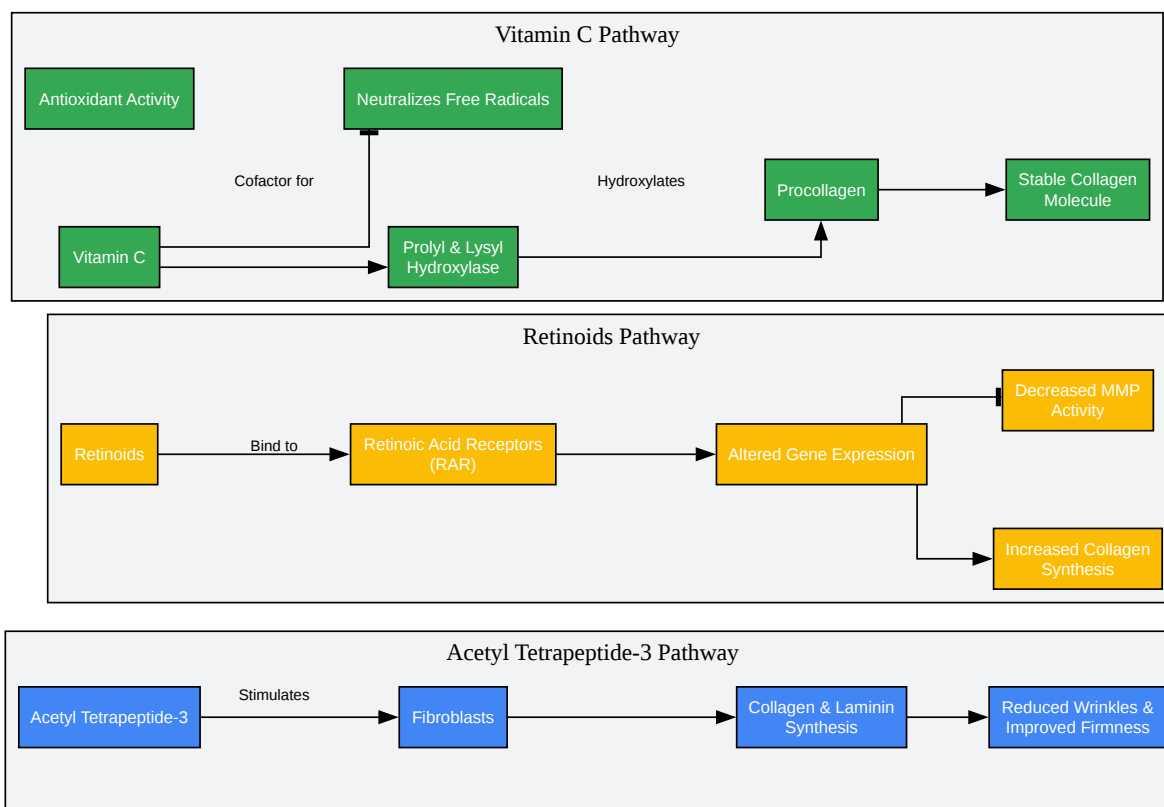 Vitamin C Pathway
Antioxidant Activity
Neutralizes Free Radicals
Cofactor for
Hydroxylates
Procollagen
Stable Collagen
Molecule
Vitamin C
Prolyl & Lysyl
Hydroxylase
Retinoids Pathway
Decreased MMP
Activity
Retinoids
Bind to
Retinoic Acid Receptors
(RAR)
Altered Gene Expression
Increased Collagen
Synthesis
Acetyl Tetrapeptide-3 Pathway
Acetyl Tetrapeptide-3
Stimulates
Fibroblasts
Collagen & Laminin
Synthesis
Reduced Wrinkles &
Improved Firmness